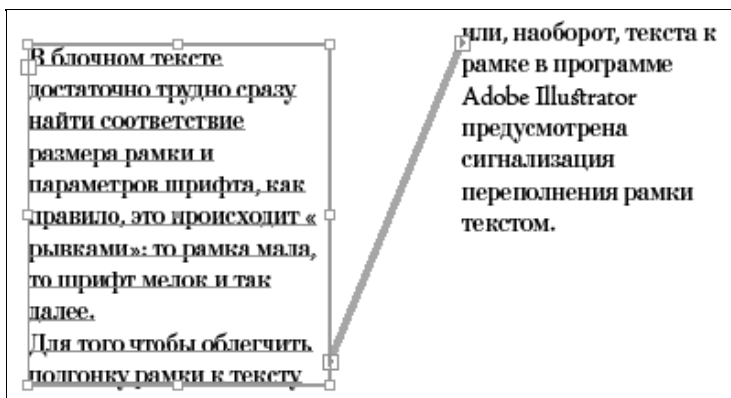 В блочном тексте
достаточно трудно сразу
найти соответствие
размера рамки и
параметров шрифта, как
правило, это происходит «
рывками»: то рамка мала,
то шрифт мелок и так
далее.
Для того чтобы облегчить
подгонку рамки к тексту
или, наоборот, текста к
рамке в программе
Adobe Illustrator
предусмотрена
сигнализация
переполнения рамки
текстом.